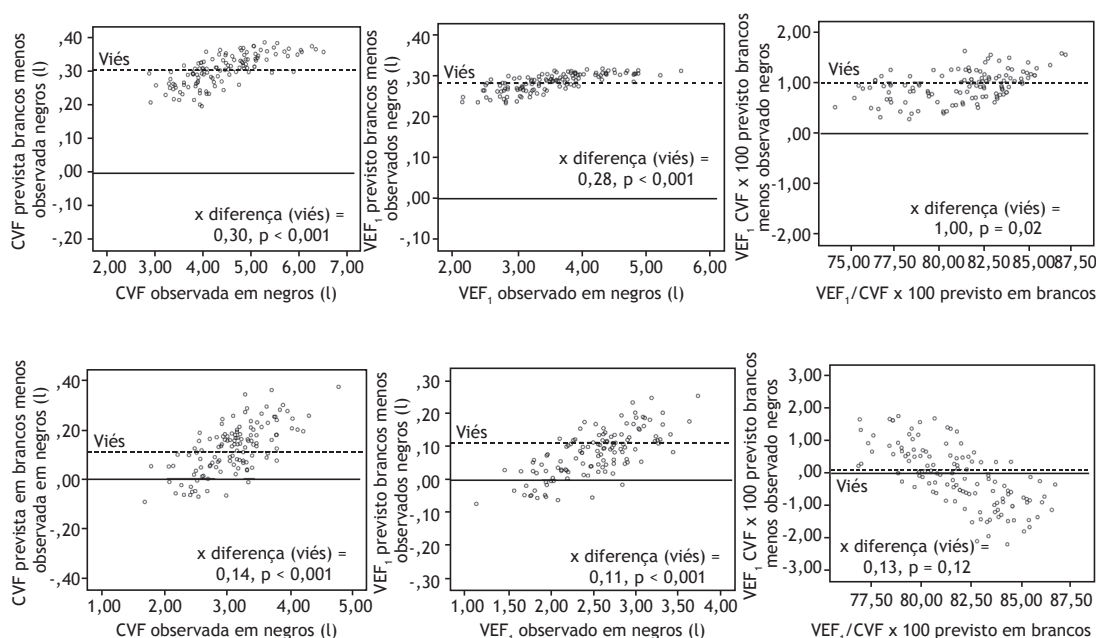 CVF prevista brancos menos
observada negros (l)
,40
,30
,20
,10
,00
-,10
-,20
Viés
x diferença (viés) =
0,30, p < 0,001
2,00 3,00 4,00 5,00 6,00 7,00
CVF observada em negros (l)
VEF1 previsto brancos menos
observados negros (l)
,40
,30
,20
,10
,00
-,10
Viés
x diferença (viés) =
0,28, p < 0,001
2,00 3,00 4,00 5,00 6,00
VEF1 observado em negros (l)
VEF1 CVF x 100 previsto brancos
menos observado negros
2,00
1,00
,00
-1,00
-2,00
Viés
x diferença (viés) =
1,00, p = 0,02
75,00 77,50 80,00 82,50 85,00 87,50
VEF1/CVF x 100 previsto em brancos
CVF prevista em brancos menos
observada em negros (l)
,40
,20
,00
-,20
-,40
Viés
x diferença (viés) =
0,14, p < 0,001
1,00 2,00 3,00 4,00 5,00
CVF observada em negros (l)
VEF1 previsto brancos menos
observados negros (l)
,30
,20
,10
,00
-,10
,20
-,30
Viés
x diferença (viés) =
0,11, p < 0,001
1,00 2,00 3,00 4,00
VEF1 observado em negros (l)
VEF1 CVF x 100 previsto brancos
menos observado negros
3,00
2,00
1,00
,00
-1,00
-2,00
-3,00
Viés
x diferença (viés) =
0,13, p = 0,12
77,50 80,00 82,50 85,00 87,50
VEF1/CVF x 100 previsto em brancos